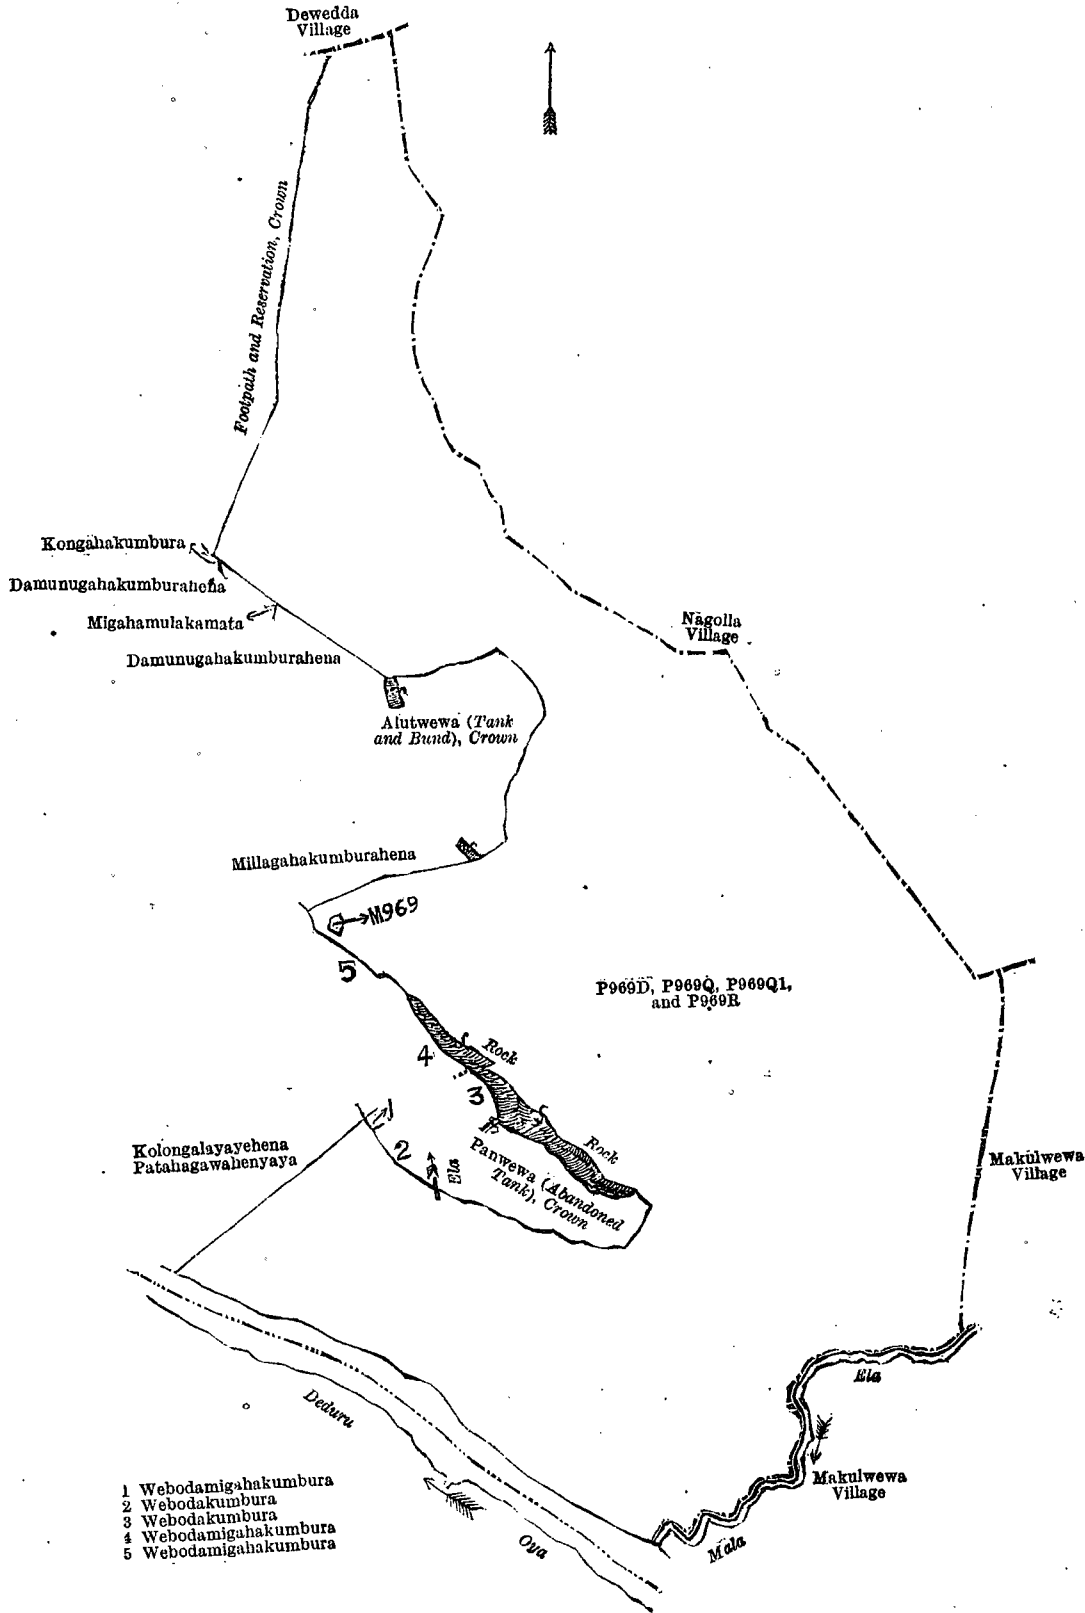 Dewedda
Village
Footpath and Reservation, Crown
Kongahakumbura
Damunugahakumburahena
Migahamulakamata
Damunugahakumburahena
Nāgolla
Village
Alutwewa (Tank
and Bund), Crown
Millagahakumburahena
M969
5
P969D, P969Q, P969Q1,
and P969R
Rock
4
3
Rock
1
2
Kolongalayayehena
Patahagawahenyaya
Ela
Panwewa (Abandoned
Tank), Crown
Makulwewa
Village
Ela
Deduru
Oya
Makulwewa
Village
Mala
1 Webodamigahakumbura
2 Webodakumbura
3 Webodakumbura
4 Webodamigahakumbura
5 Webodamigahakumbura